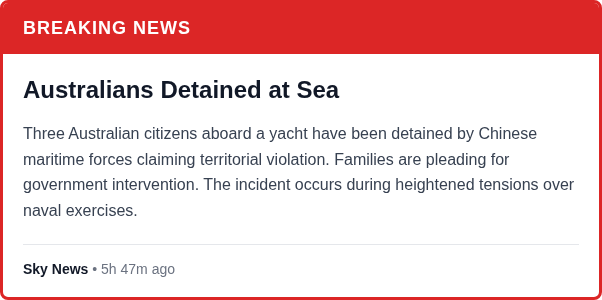 BREAKING NEWS
Australians Detained at Sea
Three Australian citizens aboard a yacht have been detained by Chinese
maritime forces claiming territorial violation. Families are pleading for
government intervention. The incident occurs during heightened tensions over
naval exercises.
Sky News • 5h 47m ago